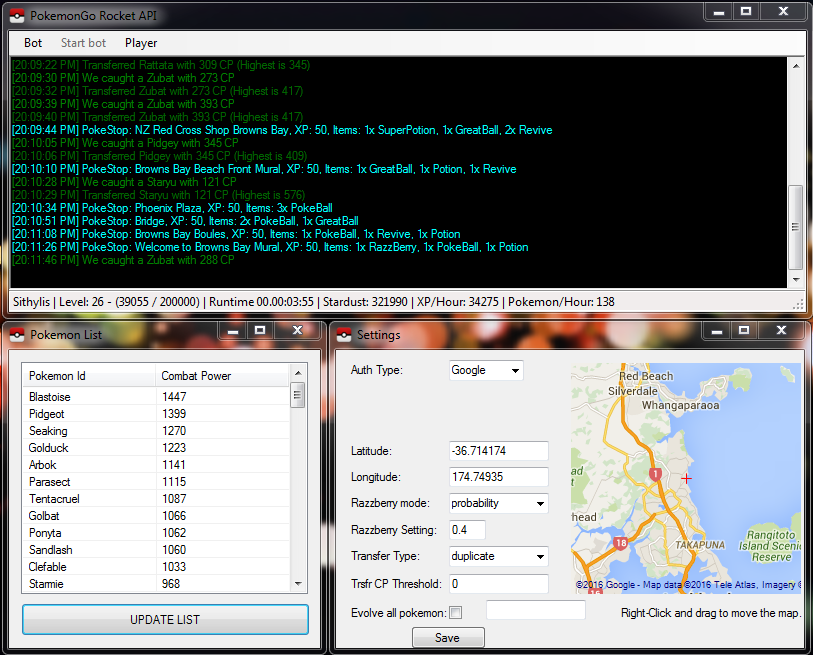 PokemonGo Rocket API
Bot Start bot Player
[20:09:22 PM] Transferred Rattata with 309 CP (Highest is 345)
[20:09:30 PM] We caught a Zubat with 273 CP
[20:09:32 PM] Transferred Zubat with 273 CP (Highest is 417)
[20:09:39 PM] We caught a Zubat with 393 CP
[20:09:40 PM] Transferred Zubat with 393 CP (Highest is 417)
[20:09:44 PM] PokeStop: NZ Red Cross Shop Browns Bay, XP: 50, Items: 1x SuperPotion, 1x GreatBall, 2x Revive
[20:10:05 PM] We caught a Pidgey with 345 CP
[20:10:06 PM] Transferred Pidgey with 345 CP (Highest is 409)
[20:10:10 PM] PokeStop: Browns Bay Beach Front Mural, XP: 50, Items: 1x GreatBall, 1x Potion, 1x Revive
[20:10:28 PM] We caught a Staryu with 121 CP
[20:10:29 PM] Transferred Staryu with 121 CP (Highest is 576)
[20:10:34 PM] PokeStop: Phoenix Plaza, XP: 50, Items: 3x PokeBall
[20:10:51 PM] PokeStop: Bridge, XP: 50, Items: 2x PokeBall, 1x GreatBall
[20:11:08 PM] PokeStop: Browns Bay Boules, XP: 50, Items: 1x PokeBall, 1x Revive, 1x Potion
[20:11:26 PM] PokeStop: Welcome to Browns Bay Mural, XP: 50, Items: 1x RazzBerry, 1x PokeBall, 1x Potion
[20:11:46 PM] We caught a Zubat with 288 CP
Sithylis | Level: 26 - (39055 / 200000) | Runtime 00.00:03:55 | Stardust: 321990 | XP/Hour: 34275 | Pokemon/Hour: 138
Pokemon List
Pokemon Id Combat Power
Blastoise 1447
Pidgeot 1399
Seaking 1270
Golduck 1223
Arbok 1141
Parasect 1115
Tentacruel 1087
Golbat 1066
Ponyta 1062
Sandlash 1060
Clefable 1033
Starmie 968
UPDATE LIST
Settings
Auth Type: Google
Latitude: -36.714174
Longitude: 174.74935
Razzberry mode: probability
Razzberry Setting: 0.4
Transfer Type: duplicate
Trsfr CP Threshold: 0
Evolve all pokemon:
Save
Red Beach
Silverdale
Whangaparaoa
ad
1
head
18
TAKAPUNA
Rangitoto
Island Scenic
Reserve
16
©2016 Google - Map data ©2016 Tele Atlas, Imagery ©
Right-Click and drag to move the map.